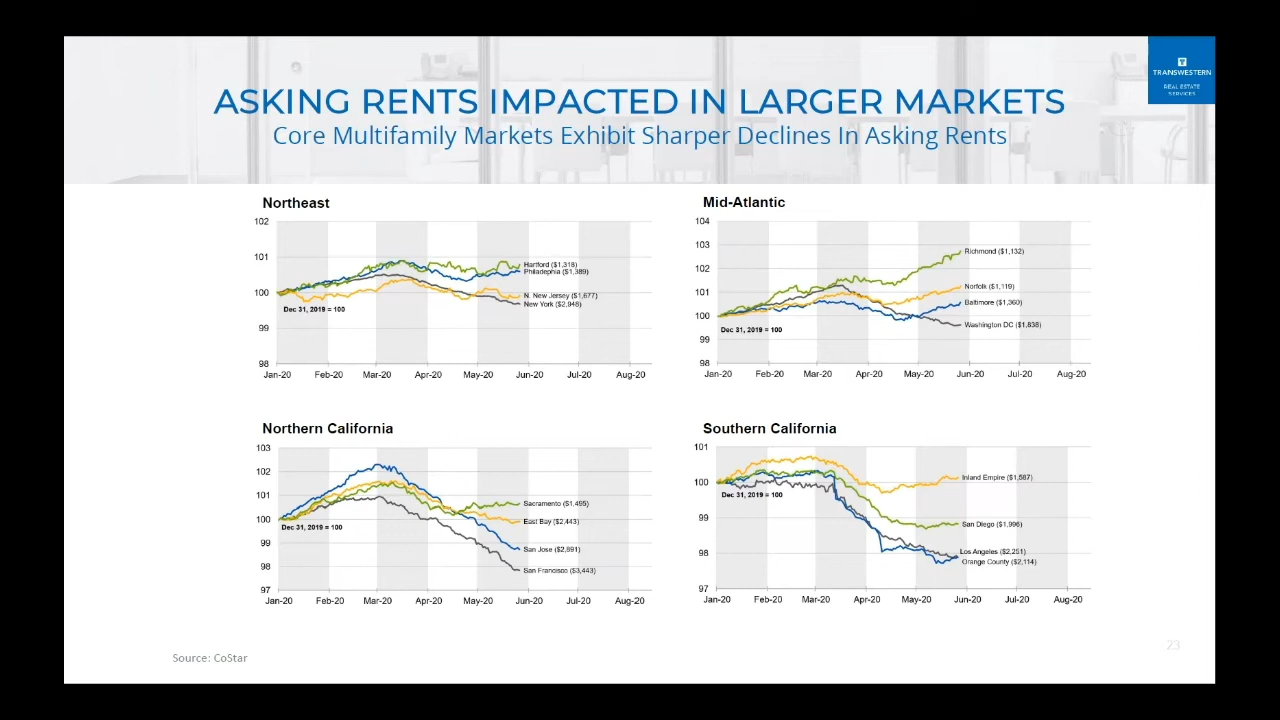 TRANSWESTERN
REAL ESTATE
SERVICES
ASKING RENTS IMPACTED IN LARGER MARKETS
Core Multifamily Markets Exhibit Sharper Declines In Asking Rents
Northeast
102
101
100
99
98
Hartford ($1,318)
Philadephia ($1,389)
N. New Jersey ($1,677)
New York ($2,948)
Dec 31, 2019 = 100
Jan-20 Feb-20 Mar-20 Apr-20 May-20 Jun-20 Jul-20 Aug-20
Mid-Atlantic
104
103
102
101
100
99
98
Richmond ($1,132)
Norfolk ($1,119)
Baltimore ($1,360)
Washington DC ($1,838)
Dec 31, 2019 = 100
Jan-20 Feb-20 Mar-20 Apr-20 May-20 Jun-20 Jul-20 Aug-20
Northern California
103
102
101
100
99
98
97
Sacramento ($1,495)
East Bay ($2,443)
San Jose ($2,691)
San Francisco ($3,443)
Dec 31, 2019 = 100
Jan-20 Feb-20 Mar-20 Apr-20 May-20 Jun-20 Jul-20 Aug-20
Southern California
101
100
99
98
97
Inland Empire ($1,587)
San Diego ($1,996)
Los Angeles ($2,251)
Orange County ($2,114)
Dec 31, 2019 = 100
Jan-20 Feb-20 Mar-20 Apr-20 May-20 Jun-20 Jul-20 Aug-20
Source: CoStar
23